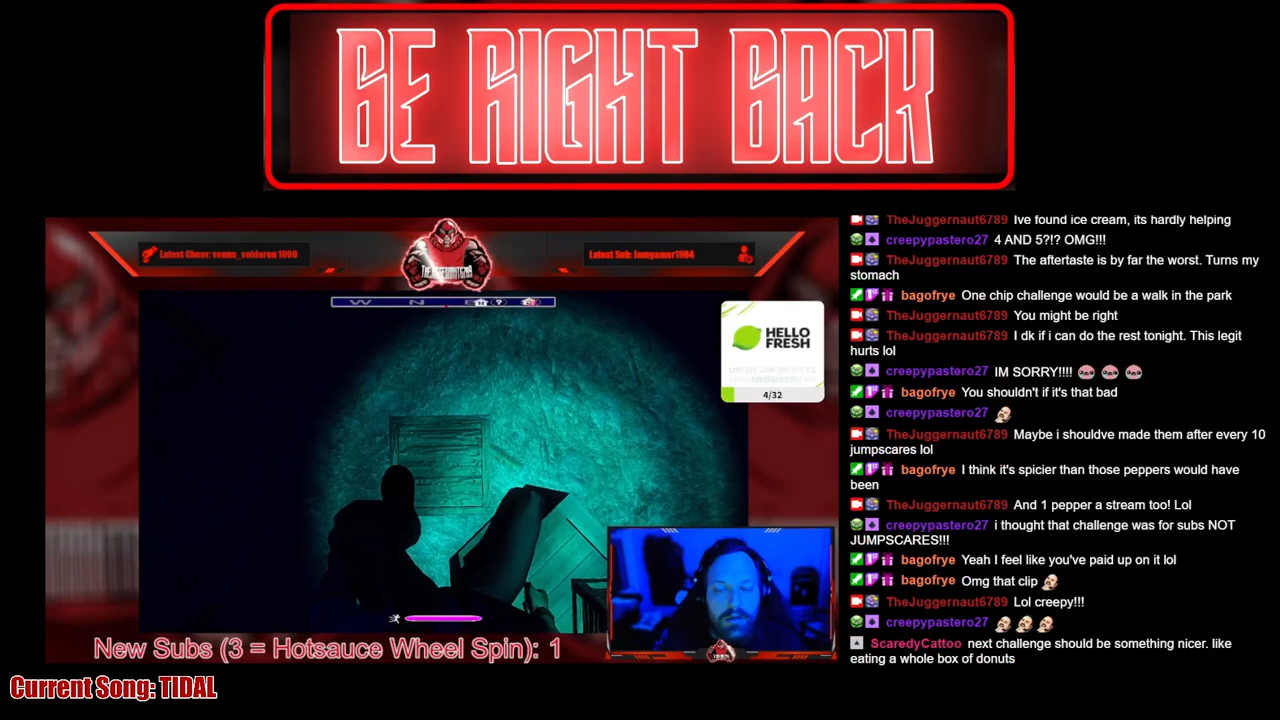 BE RIGHT BACK
Latest Cheer: venus_voldaren 1000
Latest Sub: Jamgamer1984
W N E
HELLO
FRESH
4/32
New Subs (3 = Hotsauce Wheel Spin): 1
Current Song: TIDAL
TheJuggernaut6789 Ive found ice cream, its hardly helping
creepypastero27 4 AND 5?!? OMG!!!
TheJuggernaut6789 The aftertaste is by far the worst. Turns my
stomach
bagofrye One chip challenge would be a walk in the park
TheJuggernaut6789 You might be right
TheJuggernaut6789 I dk if i can do the rest tonight. This legit
hurts lol
creepypastero27 IM SORRY!!!!
bagofrye You shouldn't if it's that bad
creepypastero27
TheJuggernaut6789 Maybe i shouldve made them after every 10
jumpscares lol
bagofrye I think it's spicier than those peppers would have
been
TheJuggernaut6789 And 1 pepper a stream too! Lol
creepypastero27 i thought that challenge was for subs NOT
JUMPSCARES!!!
bagofrye Yeah I feel like you've paid up on it lol
bagofrye Omg that clip
TheJuggernaut6789 Lol creepy!!!
creepypastero27
ScaredyCattoo next challenge should be something nicer. like
eating a whole box of donuts